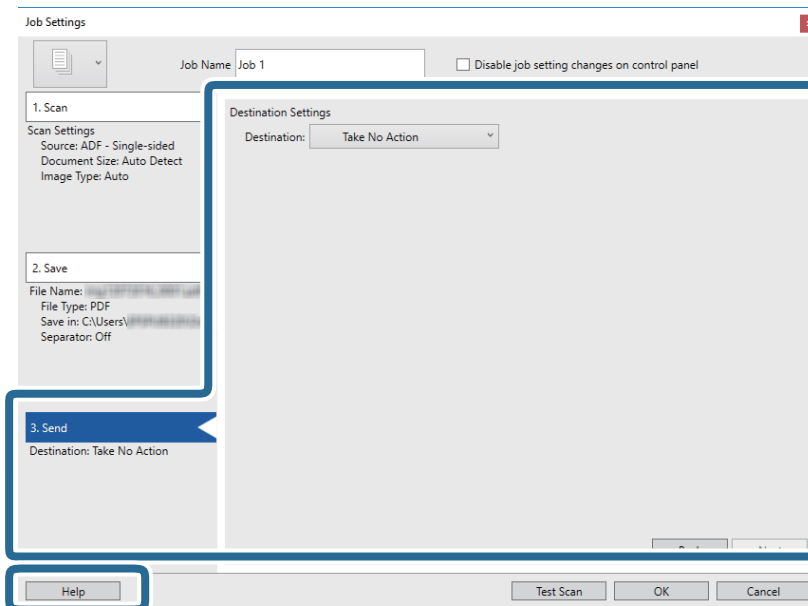 Job Settings
Job Name Job 1
Disable job setting changes on control panel
1. Scan
Scan Settings
Source: ADF - Single-sided
Document Size: Auto Detect
Image Type: Auto
2. Save
File Name:
File Type: PDF
Save in: C:\Users\
Separator: Off
3. Send
Destination: Take No Action
Destination Settings
Destination: Take No Action
Help
Test Scan
OK
Cancel